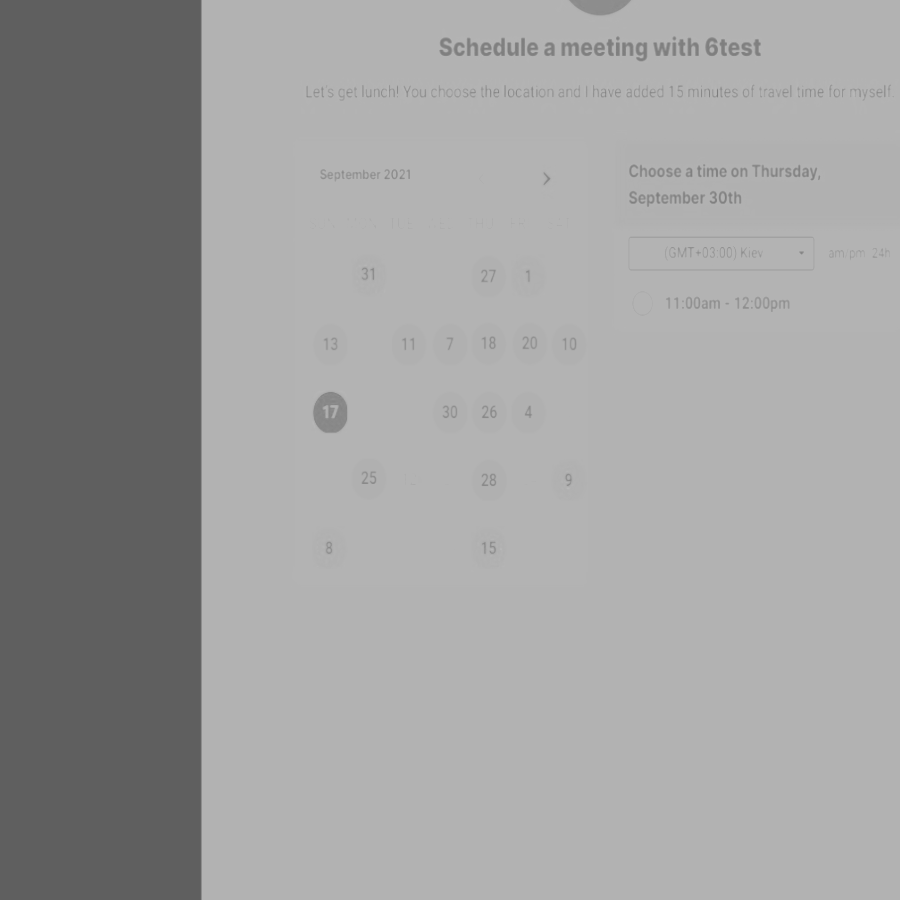 Schedule a meeting with 6test
Let's get lunch! You choose the location and I have added 15 minutes of travel time for myself.
September 2021
31 27 1
13 11 7 18 20 10
17 30 26 4
25 28 9
8 15
Choose a time on Thursday,
September 30th
(GMT+03:00) Kiev
am/pm 24h
11:00am - 12:00pm